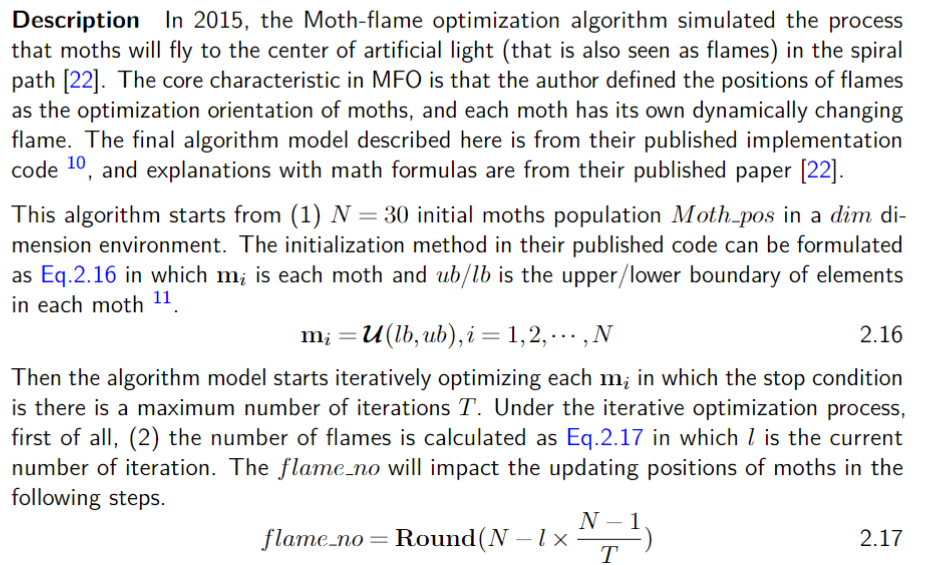 Description In 2015, the Moth-flame optimization algorithm simulated the process
that moths will fly to the center of artificial light (that is also seen as flames) in the spiral
path [22]. The core characteristic in MFO is that the author defined the positions of flames
as the optimization orientation of moths, and each moth has its own dynamically changing
flame. The final algorithm model described here is from their published implementation
code 10, and explanations with math formulas are from their published paper [22].
This algorithm starts from (1) N = 30 initial moths population Moth_pos in a dim di-
mension environment. The initialization method in their published code can be formulated
as Eq.2.16 in which m_i is each moth and ub/lb is the upper/lower boundary of elements
in each moth 11.
m_i = U(lb, ub), i = 1, 2, ··· , N 2.16
Then the algorithm model starts iteratively optimizing each m_i in which the stop condition
is there is a maximum number of iterations T. Under the iterative optimization process,
first of all, (2) the number of flames is calculated as Eq.2.17 in which l is the current
number of iteration. The flame_no will impact the updating positions of moths in the
following steps.
flame_no = Round(N − l × (N − 1)/T) 2.17